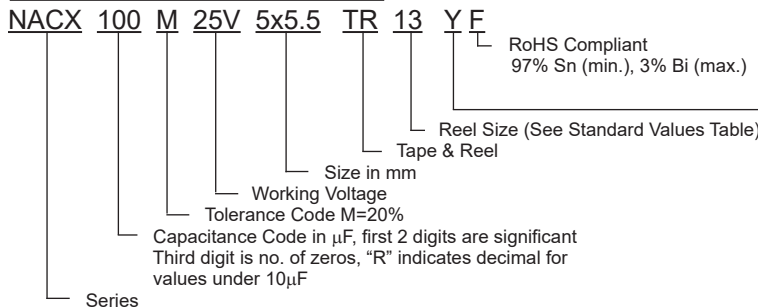 NACX 100 M 25V 5x5.5 TR 13 Y F
RoHS Compliant
97% Sn (min.), 3% Bi (max.)
Reel Size (See Standard Values Table)
Tape & Reel
Size in mm
Working Voltage
Tolerance Code M=20%
Capacitance Code in μF, first 2 digits are significant
Third digit is no. of zeros, “R” indicates decimal for
values under 10μF
Series